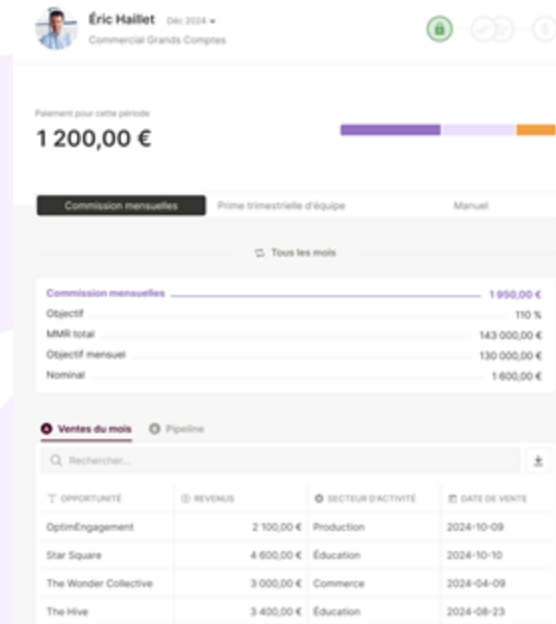 Éric Haillet Déc 2024
Commercial Grands Comptes
Paiement pour cette période
1 200,00 €
Commission mensuelles Prime trimestrielle d'équipe Manuel
Tous les mois
Commission mensuelles 1 950,00 €
Objectif 110 %
MMR total 143 000,00 €
Objectif mensuel 130 000,00 €
Nominal 1 600,00 €
Ventes du mois Pipeline
Rechercher...
OPPORTUNITÉ REVENUS SECTEUR D'ACTIVITÉ DATE DE VENTE
OptimEngagement 2 100,00 € Production 2024-10-09
Star Square 4 600,00 € Éducation 2024-10-10
The Wonder Collective 3 000,00 € Commerce 2024-04-09
The Hive 3 400,00 € Éducation 2024-08-23